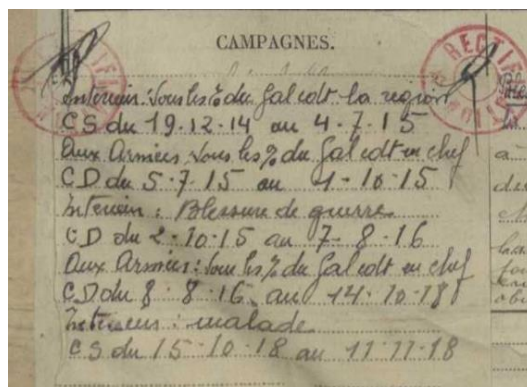 CAMPAGNES.
RECTIFI
Intérieur: Sous les % du Gal cdt la région
CS du 19.12.14 au 4.7.15
Aux Armées Sous les % du Gal cdt en chef
CD du 5.7.15 au 1.10.15
Intérieur: Blessure de guerre
CD du 2.10.15 au 7.8.16
Aux Armées: Sous les % du Gal cdt en chef
CD du 8.8.16 au 14.10.18
Intérieur: malade
CS du 15.10.18 au 11.11.18